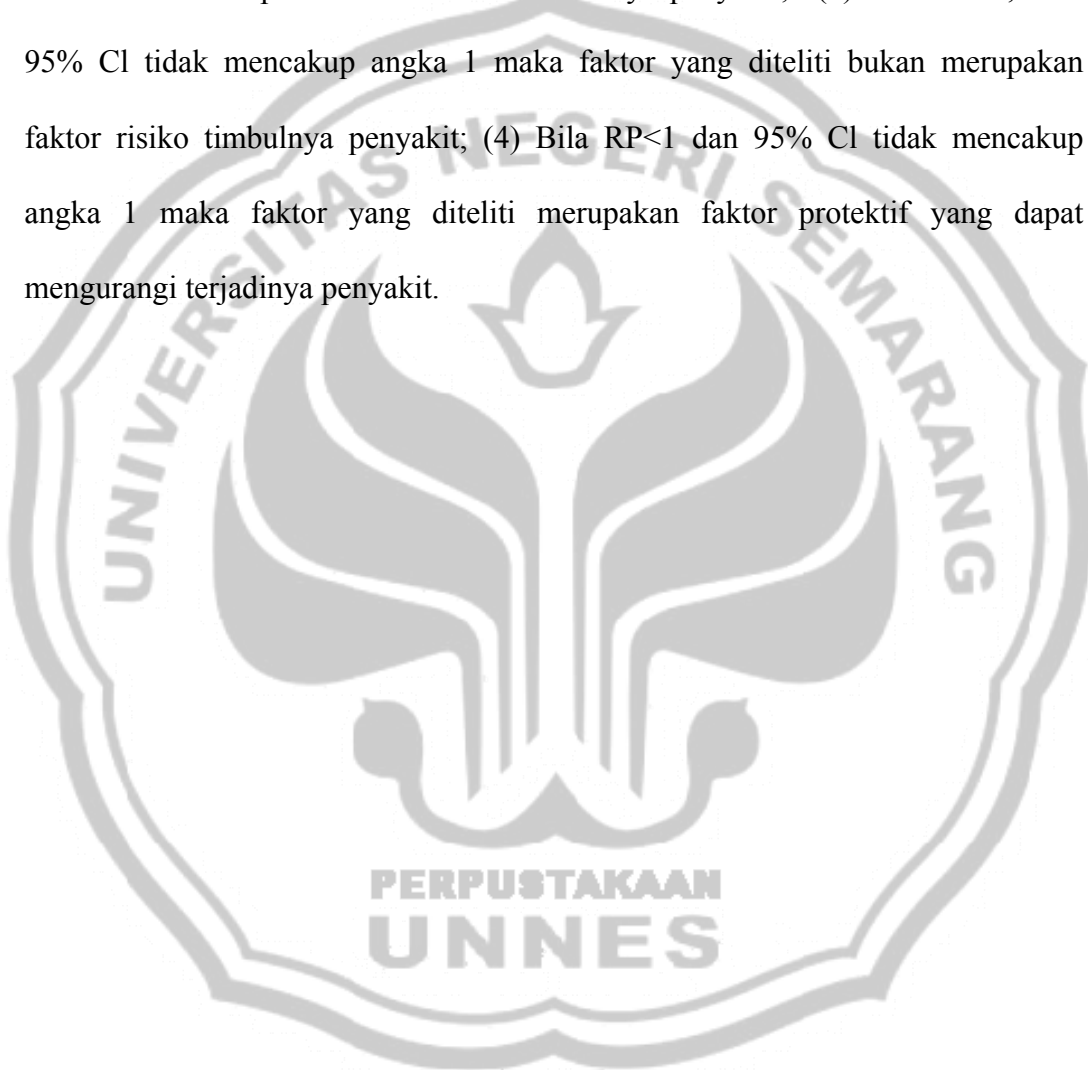 95% Cl tidak mencakup angka 1 maka faktor yang diteliti bukan merupakan
faktor risiko timbulnya penyakit; (4) Bila RP<1 dan 95% Cl tidak mencakup
angka 1 maka faktor yang diteliti merupakan faktor protektif yang dapat
mengurangi terjadinya penyakit.
UNIVERSITAS NEGERI SEMARANG
PERPUSTAKAAN
UNNES